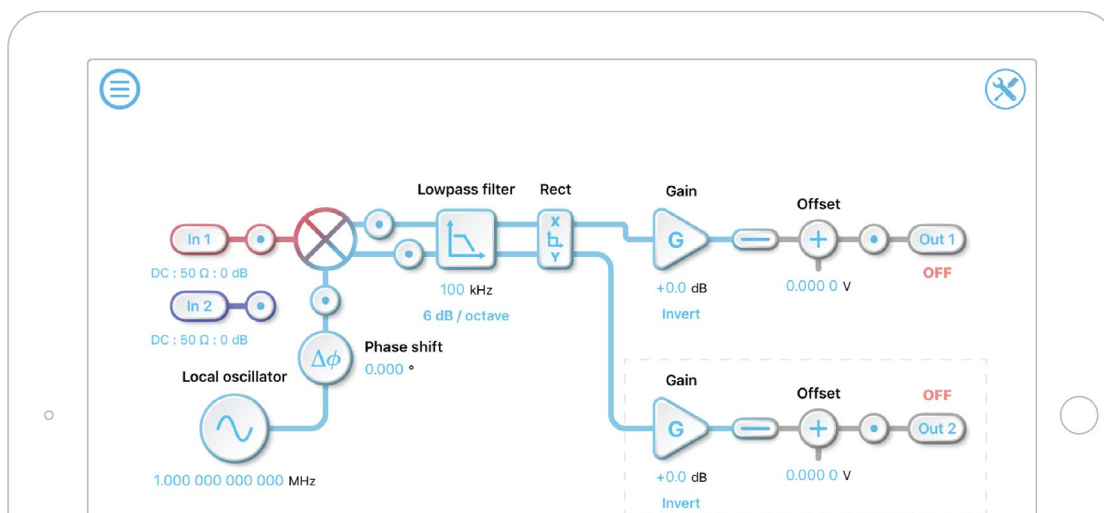 Lowpass filter
Rect
Gain
Offset
In 1
X
Y
G
Out 1
DC : 50 Ω : 0 dB
OFF
+0.0 dB
0.000 0 V
100 kHz
In 2
6 dB / octave
Invert
DC : 50 Ω : 0 dB
Δϕ
Phase shift
0.000 °
Local oscillator
Gain
Offset
OFF
G
Out 2
1.000 000 000 000 MHz
+0.0 dB
0.000 0 V
Invert